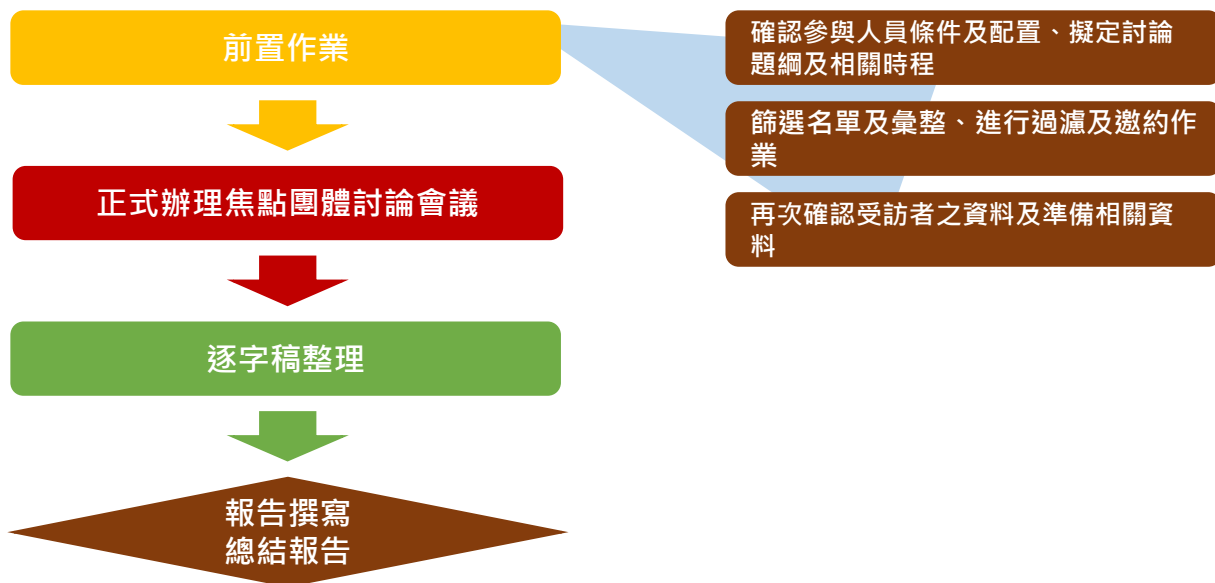 前置作業
確認參與人員條件及配置、擬定討論
題綱及相關時程
篩選名單及彙整、進行過濾及邀約作
業
再次確認受訪者之資料及準備相關資
料
正式辦理焦點團體討論會議
逐字稿整理
報告撰寫
總結報告